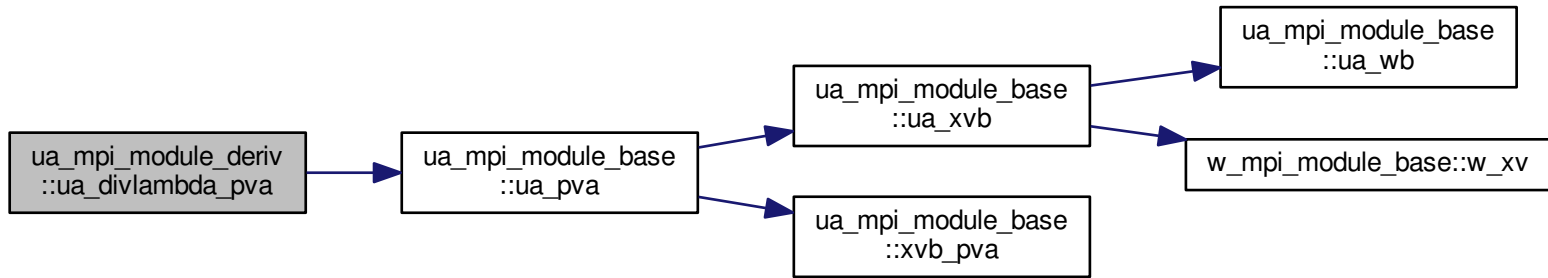 ua_mpi_module_deriv
::ua_divlambda_pva
ua_mpi_module_base
::ua_pva
ua_mpi_module_base
::ua_xvb
ua_mpi_module_base
::xvb_pva
ua_mpi_module_base
::ua_wb
w_mpi_module_base::w_xv